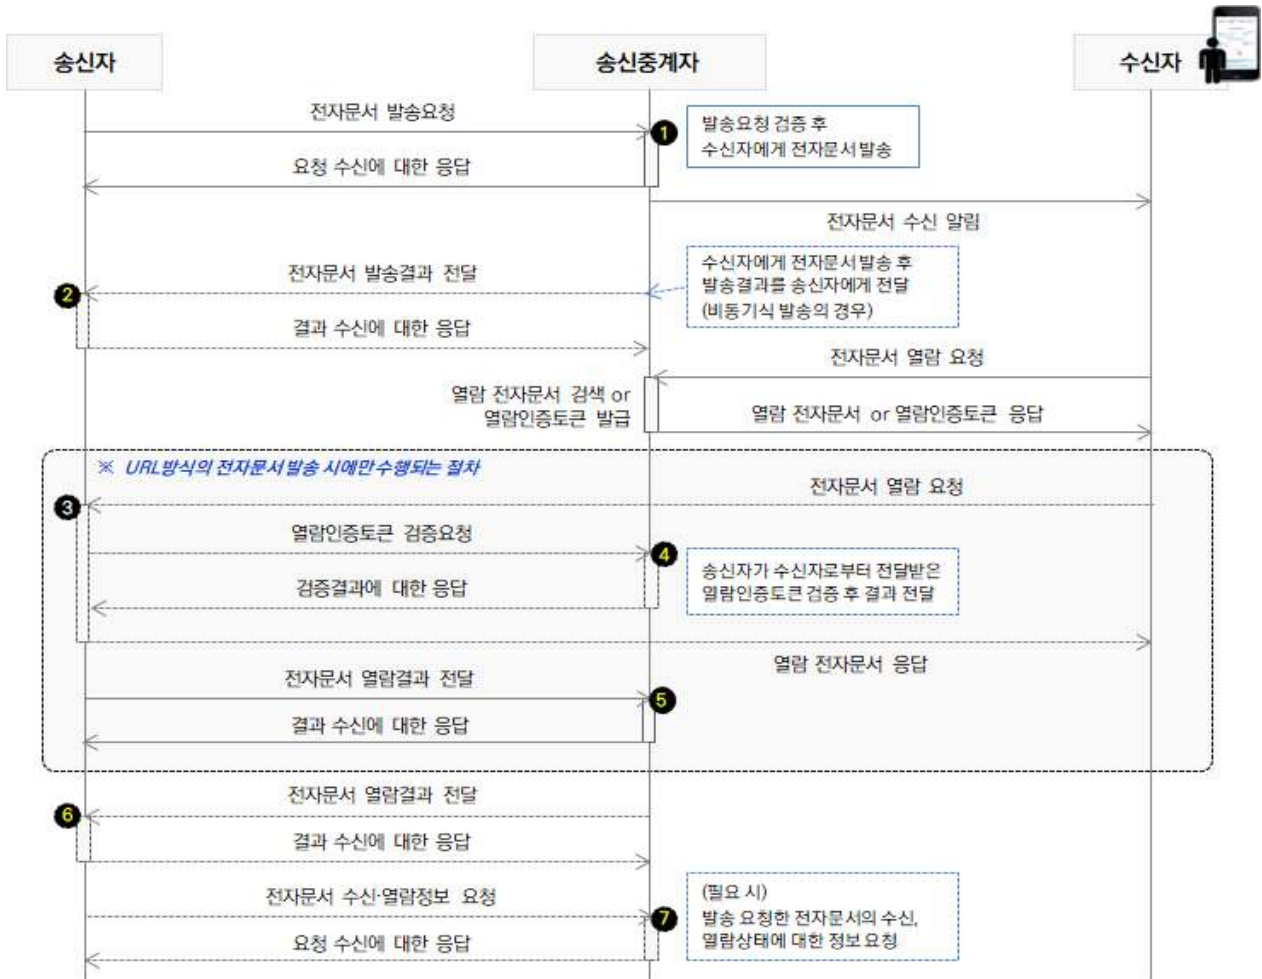 송신자
송신중계자
수신자
전자문서 발송요청
1
발송요청 검증 후
수신자에게 전자문서 발송
요청 수신에 대한 응답
전자문서 수신 알림
수신자에게 전자문서 발송 후
발송결과를 송신자에게 전달
(비동기식 발송의 경우)
전자문서 발송결과 전달
2
결과 수신에 대한 응답
전자문서 열람 요청
열람 전자문서 검색 or
열람인증토큰 발급
열람 전자문서 or 열람인증토큰 응답
※ URL방식의 전자문서 발송 시에만 수행되는 절차
전자문서 열람 요청
3
열람인증토큰 검증요청
4
송신자가 수신자로부터 전달받은
열람인증토큰 검증 후 결과 전달
검증결과에 대한 응답
열람 전자문서 응답
전자문서 열람결과 전달
5
결과 수신에 대한 응답
전자문서 열람결과 전달
6
결과 수신에 대한 응답
전자문서 수신·열람정보 요청
7
(필요 시)
발송 요청한 전자문서의 수신,
열람상태에 대한 정보 요청
요청 수신에 대한 응답